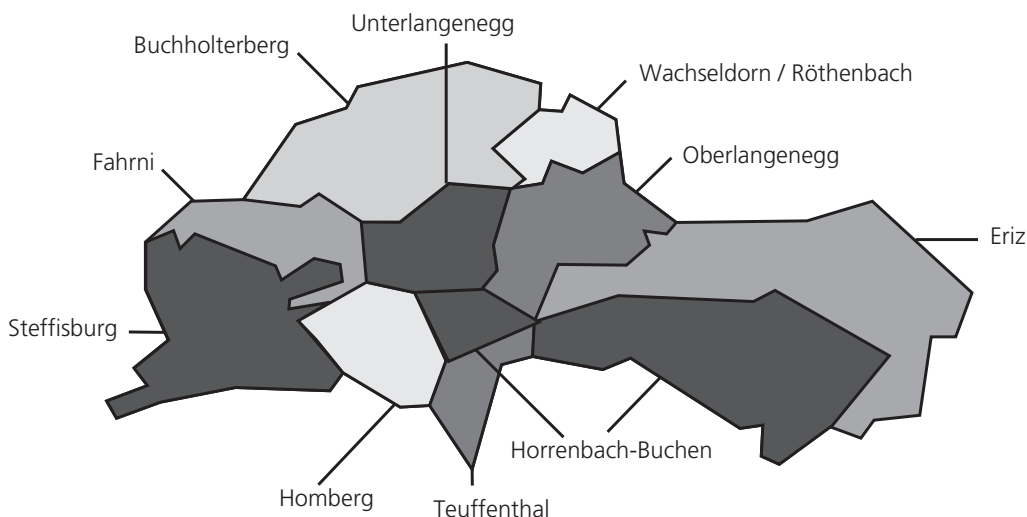 Unterlangenegg
Buchholterberg
Wachseldorn / Röthenbach
Fahrni
Oberlangenegg
Eriz
Steffisburg
Horrenbach-Buchen
Homberg
Teuffenthal